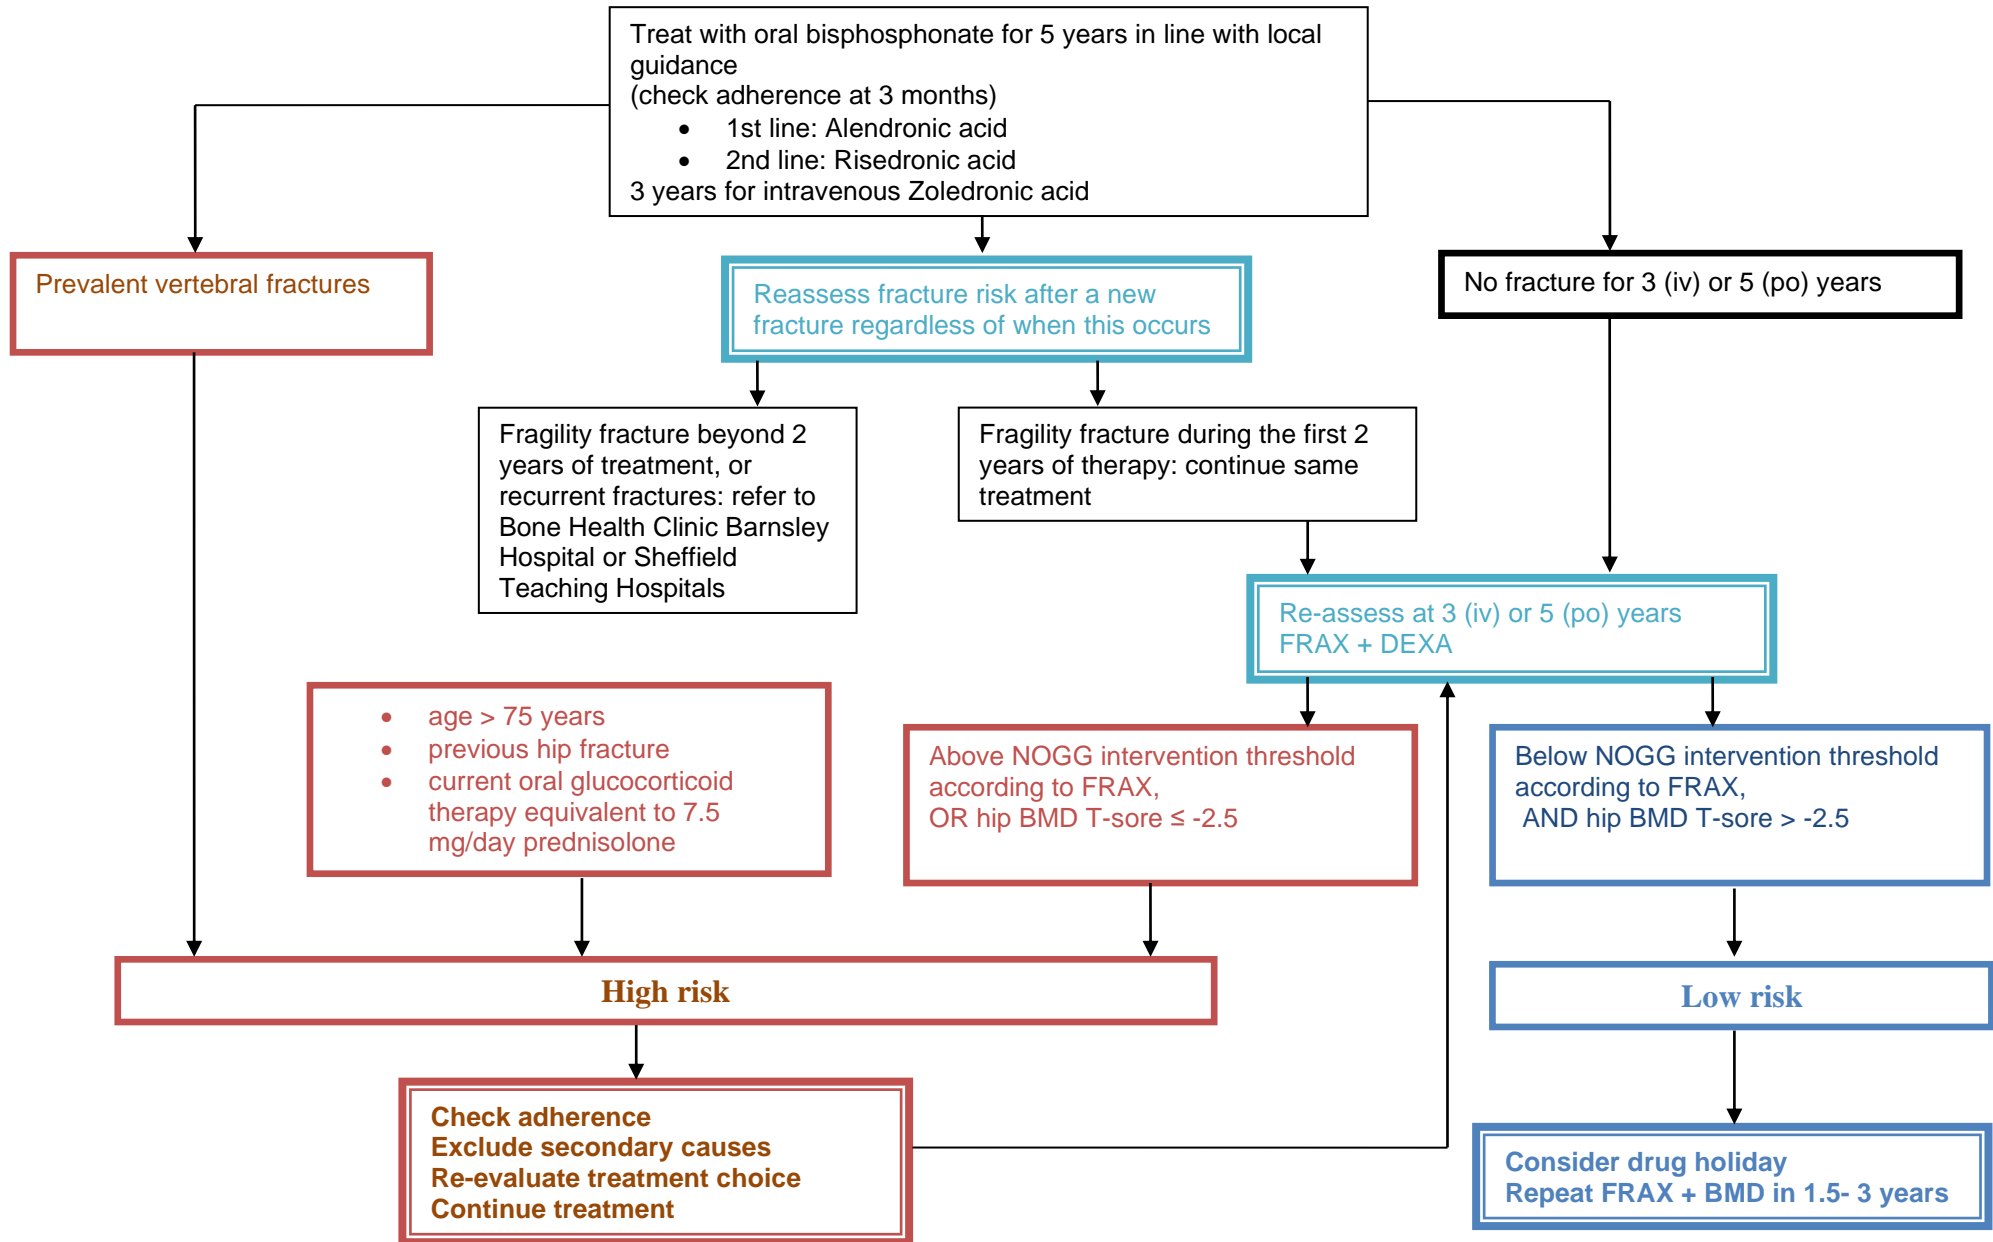 Treat with oral bisphosphonate for 5 years in line with local
guidance
(check adherence at 3 months)
• 1st line: Alendronic acid
• 2nd line: Risedronic acid
3 years for intravenous Zoledronic acid
Prevalent vertebral fractures
Reassess fracture risk after a new
fracture regardless of when this occurs
No fracture for 3 (iv) or 5 (po) years
Fragility fracture beyond 2
years of treatment, or
recurrent fractures: refer to
Bone Health Clinic Barnsley
Hospital or Sheffield
Teaching Hospitals
Fragility fracture during the first 2
years of therapy: continue same
treatment
Re-assess at 3 (iv) or 5 (po) years
FRAX + DEXA
• age > 75 years
• previous hip fracture
• current oral glucocorticoid
therapy equivalent to 7.5
mg/day prednisolone
Above NOGG intervention threshold
according to FRAX,
OR hip BMD T-sore ≤ -2.5
Below NOGG intervention threshold
according to FRAX,
AND hip BMD T-sore > -2.5
High risk
Low risk
Check adherence
Exclude secondary causes
Re-evaluate treatment choice
Continue treatment
Consider drug holiday
Repeat FRAX + BMD in 1.5- 3 years